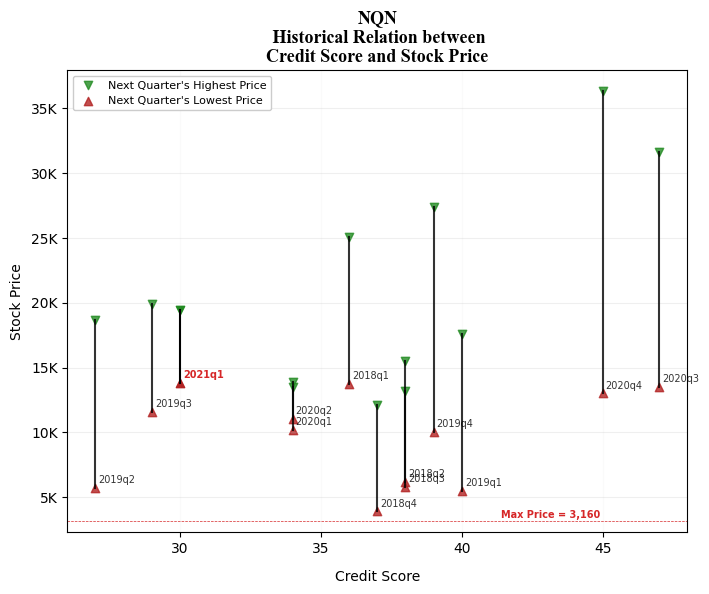 NQN
Historical Relation between
Credit Score and Stock Price
Next Quarter's Highest Price
Next Quarter's Lowest Price
35K
30K
25K
20K
15K
10K
5K
Stock Price
2021q1
2018q1
2020q3
2020q4
2019q3
2020q2
2020q1
2019q4
2018q2
2018q3
2019q2
2019q1
2018q4
Max Price = 3,160
30
35
40
45
Credit Score